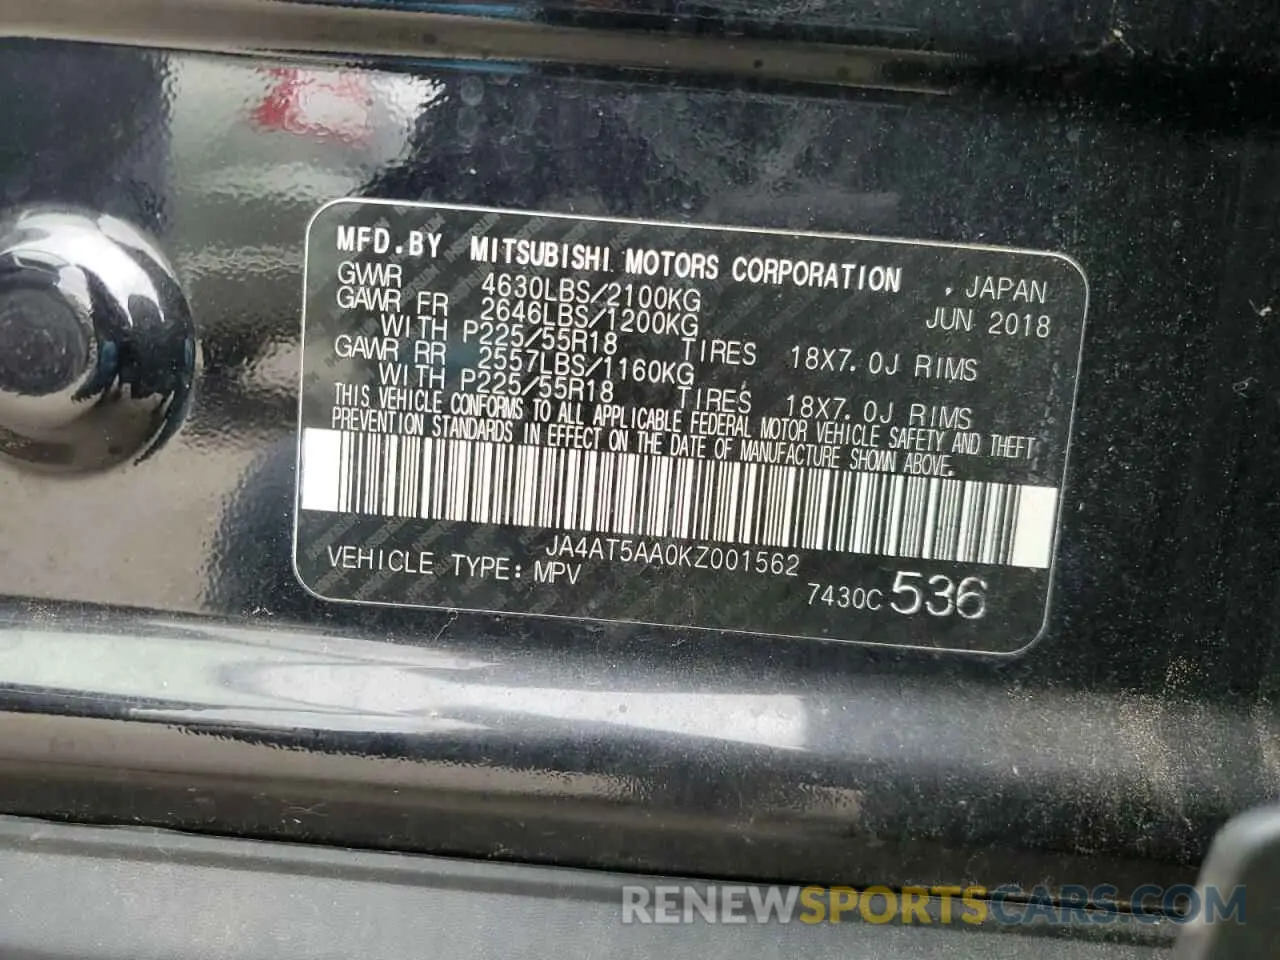 MFD.BY MITSUBISHI MOTORS CORPORATION . JAPAN
GVWR 4630LBS/2100KG JUN 2018
GAWR FR 2646LBS/1200KG
WITH P225/55R18 TIRES 18X7.0J RIMS
GAWR RR 2557LBS/1160KG
WITH P225/55R18 TIRES 18X7.0J RIMS
THIS VEHICLE CONFORMS TO ALL APPLICABLE FEDERAL MOTOR VEHICLE SAFETY AND THEFT
PREVENTION STANDARDS IN EFFECT ON THE DATE OF MANUFACTURE SHOWN ABOVE.
JA4AT5AA0KZ001562
VEHICLE TYPE: MPV 7430C 536
RENEWSPORTSCARS.COM